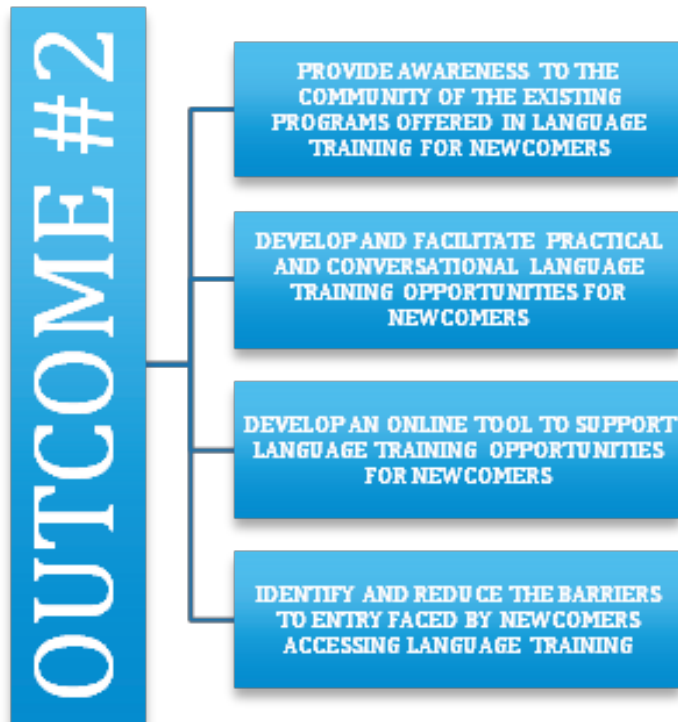 OUTCOME #2
PROVIDE AWARENESS TO THE
COMMUNITY OF THE EXISTING
PROGRAMS OFFERED IN LANGUAGE
TRAINING FOR NEWCOMERS
DEVELOP AND FACILITATE PRACTICAL
AND CONVERSATIONAL LANGUAGE
TRAINING OPPORTUNITIES FOR
NEWCOMERS
DEVELOP AN ONLINE TOOL TO SUPPORT
LANGUAGE TRAINING OPPORTUNITIES
FOR NEWCOMERS
IDENTIFY AND REDUCE THE BARRIERS
TO ENTRY FACED BY NEWCOMERS
ACCESSING LANGUAGE TRAINING